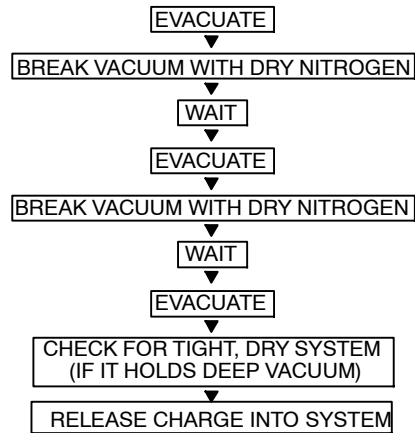 EVACUATE
BREAK VACUUM WITH DRY NITROGEN
WAIT
EVACUATE
BREAK VACUUM WITH DRY NITROGEN
WAIT
EVACUATE
CHECK FOR TIGHT, DRY SYSTEM
(IF IT HOLDS DEEP VACUUM)
RELEASE CHARGE INTO SYSTEM